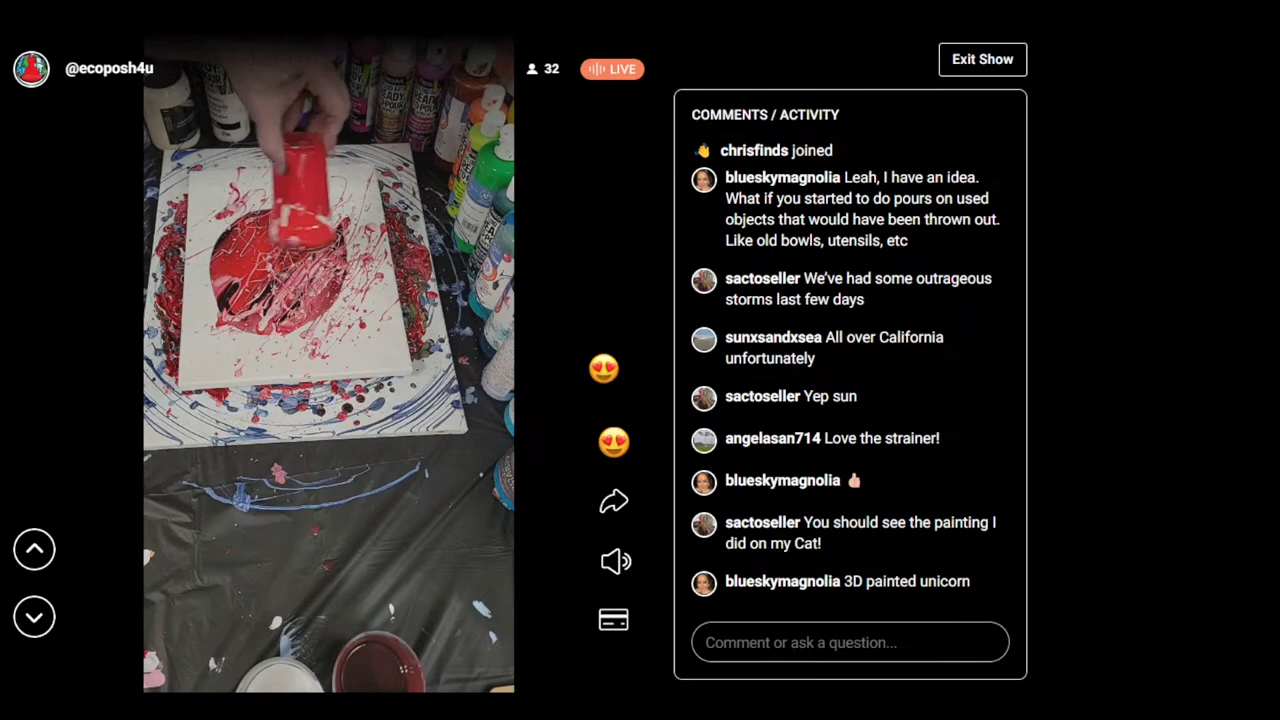 @ecoposh4u
32
LIVE
Exit Show
COMMENTS / ACTIVITY
chrisfinds joined
blueskymagnolia Leah, I have an idea.
What if you started to do pours on used
objects that would have been thrown out.
Like old bowls, utensils, etc
sactoseller We've had some outrageous
storms last few days
sunxsandxsea All over California
unfortunately
sactoseller Yep sun
angelasan714 Love the strainer!
blueskymagnolia 👍🏻
sactoseller You should see the painting I
did on my Cat!
blueskymagnolia 3D painted unicorn
Comment or ask a question...